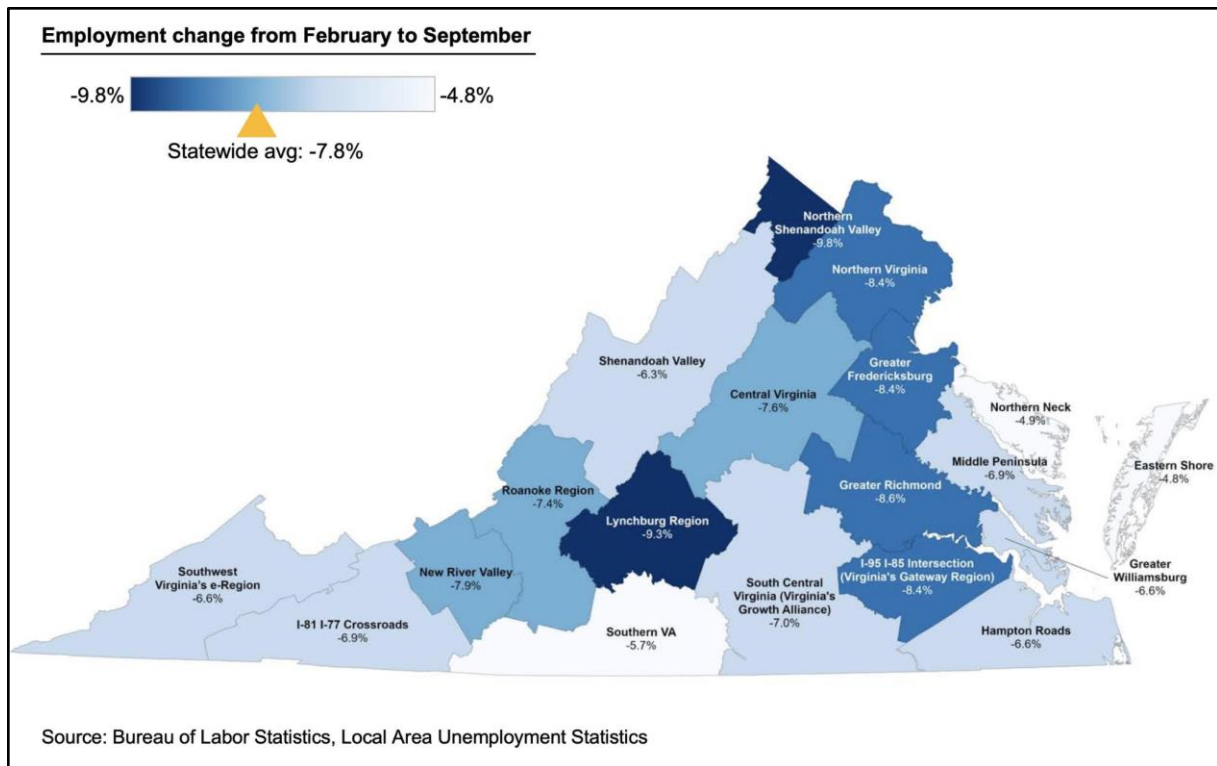 Employment change from February to September
-9.8%
-4.8%
Statewide avg: -7.8%
Northern
Shenandoah Valley
-9.8%
Northern Virginia
-8.4%
Shenandoah Valley
-6.3%
Greater
Fredericksburg
-8.4%
Central Virginia
-7.6%
Northern Neck
-4.9%
Middle Peninsula
-6.9%
Eastern Shore
-4.8%
Roanoke Region
-7.4%
Greater Richmond
-8.6%
Lynchburg Region
-9.3%
Southwest
Virginia's e-Region
-6.6%
New River Valley
-7.9%
I-95 I-85 Intersection
(Virginia's Gateway Region)
-8.4%
Greater
Williamsburg
-6.6%
South Central
Virginia (Virginia's
Growth Alliance)
-7.0%
I-81 I-77 Crossroads
-6.9%
Southern VA
-5.7%
Hampton Roads
-6.6%
Source: Bureau of Labor Statistics, Local Area Unemployment Statistics